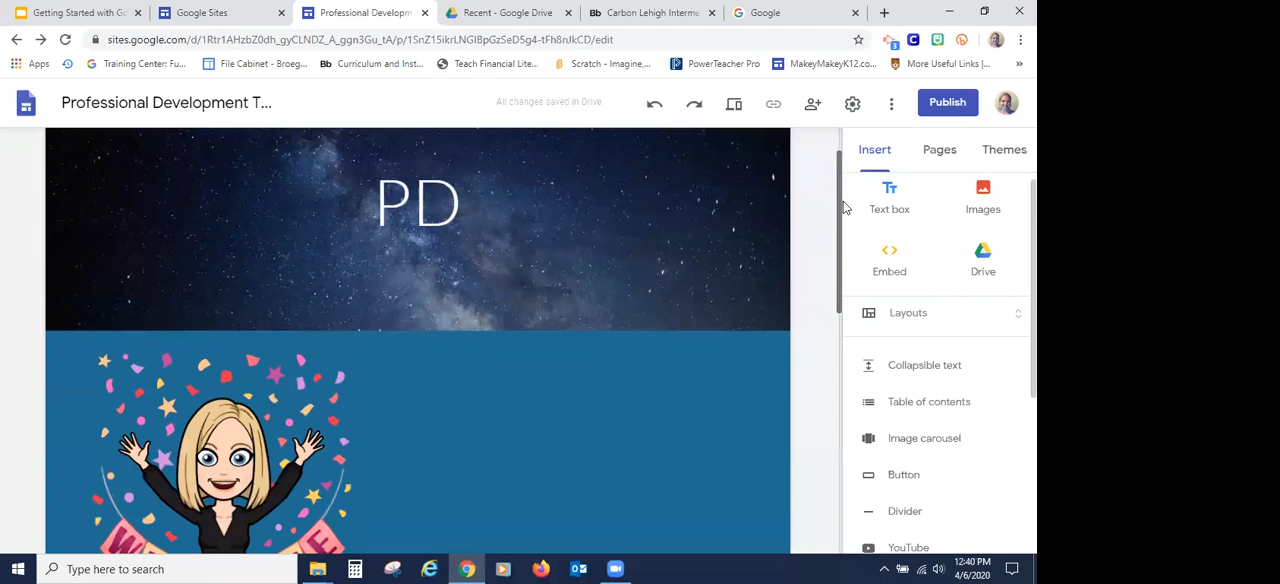 Getting Started with Go
Google Sites
Professional Developm
Recent - Google Drive
Carbon Lehigh Interme
Google
sites.google.com/d/1Rtr1AHzbZ0dh_gyCLNDZ_A_ggn3Gu_tA/p/1SnZ15ikrLNGIBpGzSeD5g4-tFh8rlJkCD/edit
Apps
Training Center: Fu...
File Cabinet - Broeg...
Bb Curriculum and Inst...
Teach Financial Lite...
Scratch - Imagine,...
PowerTeacher Pro
MakeyMakeyK12.co...
More Useful Links |...
Professional Development T...
All changes saved in Drive
Publish
Insert
Pages
Themes
PD
Text box
Images
Embed
Drive
Layouts
Collapsible text
Table of contents
Image carousel
Button
Divider
YouTube
W
E
Type here to search
12:40 PM
4/6/2020